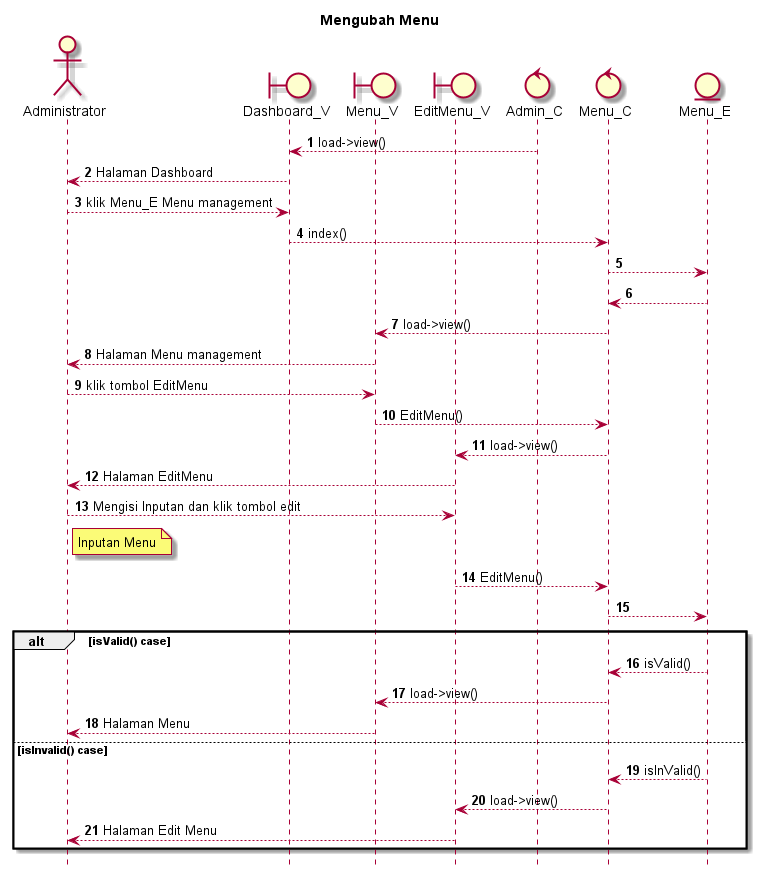 Mengubah Menu
Administrator
Dashboard_V
Menu_V
EditMenu_V
Admin_C
Menu_C
Menu_E
1 load->view()
2 Halaman Dashboard
3 klik Menu_E Menu management
4 index()
5
6
7 load->view()
8 Halaman Menu management
9 klik tombol EditMenu
10 EditMenu()
11 load->view()
12 Halaman EditMenu
13 Mengisi Inputan dan klik tombol edit
Inputan Menu
14 EditMenu()
15
alt [isValid() case]
16 isValid()
17 load->view()
18 Halaman Menu
[isInvalid() case]
19 isInValid()
20 load->view()
21 Halaman Edit Menu